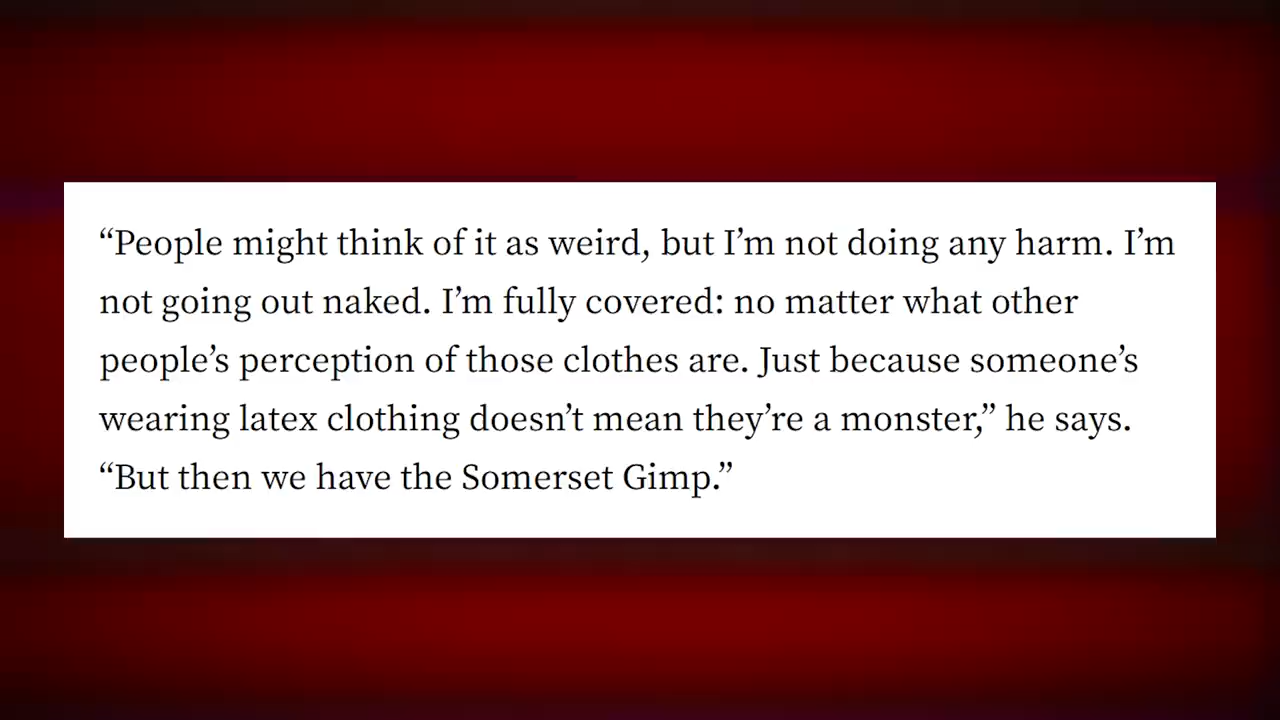 “People might think of it as weird, but I’m not doing any harm. I’m
not going out naked. I’m fully covered: no matter what other
people’s perception of those clothes are. Just because someone’s
wearing latex clothing doesn’t mean they’re a monster,” he says.
“But then we have the Somerset Gimp.”